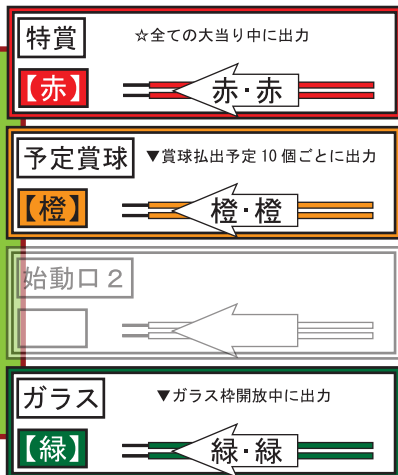 特賞 ☆全ての大当り中に出力
【赤】 赤・赤
予定賞球 ▼賞球払出予定10個ごとに出力
【橙】 橙・橙
始動口2
ガラス ▼ガラス枠開放中に出力
【緑】 緑・緑